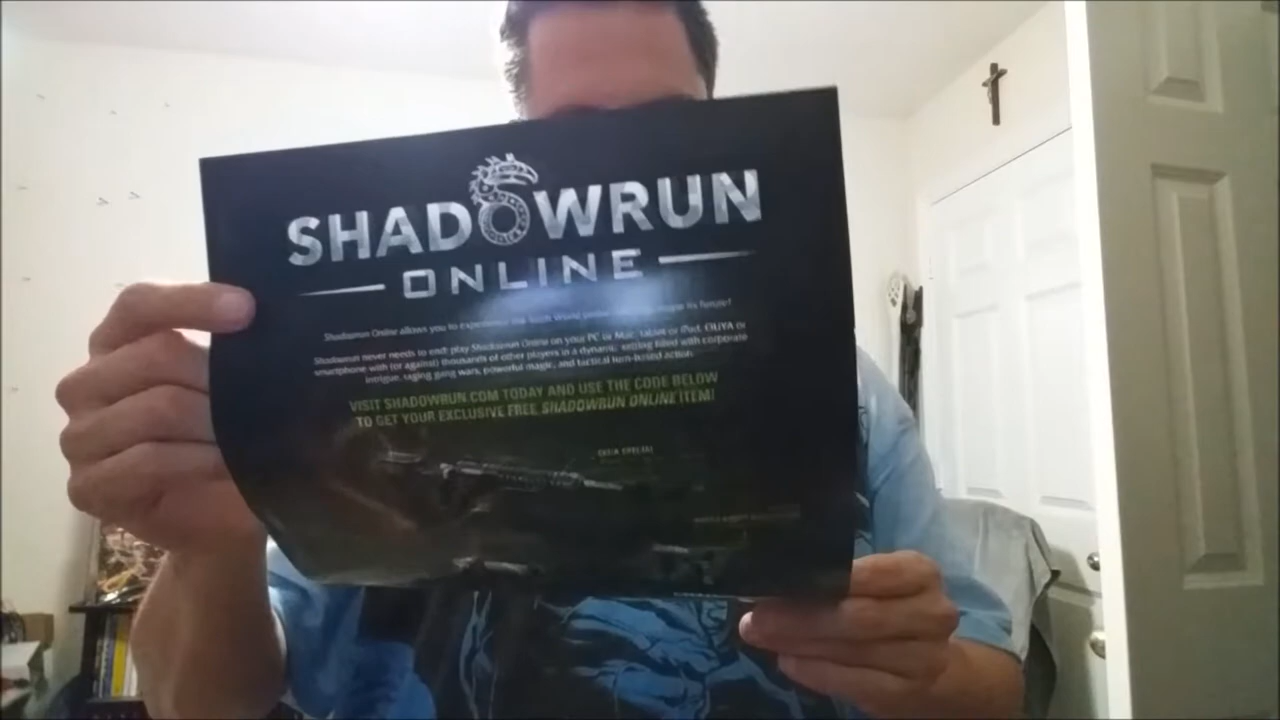 SHADOWRUN
ONLINE
Shadowrun Online allows you to experience the Sixth World
Shadowrun never needs to end: play Shadowrun Online on your PC or Mac, tablet or iPad, OUYA or
smartphone with (or against) thousands of other players in a dynamic setting filled with corporate
intrigue, raging gang wars, powerful magic, and tactical turn-based action.
VISIT SHADOWRUN.COM TODAY AND USE THE CODE BELOW
TO GET YOUR EXCLUSIVE FREE SHADOWRUN ONLINE ITEM!
SPECIAL